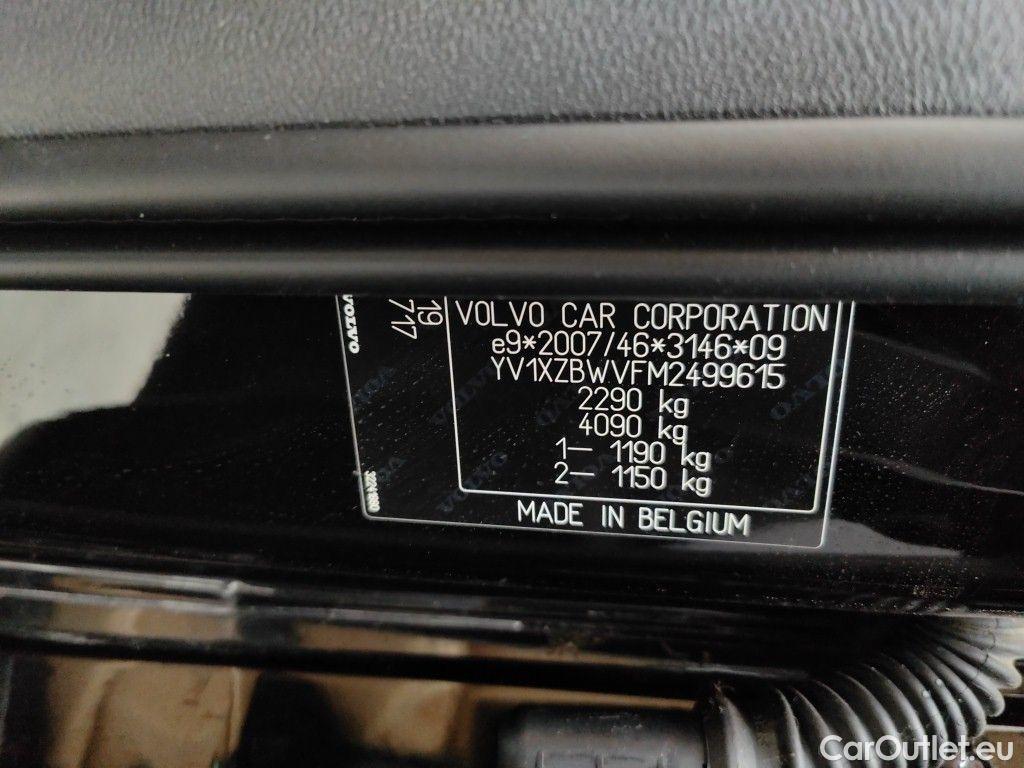 VOLVO
19
717
VOLVO CAR CORPORATION
e9*2007/46*3146*09
YV1XZBWVFM2499615
2290 kg
4090 kg
1– 1190 kg
2– 1150 kg
MADE IN BELGIUM
CarOutlet.eu